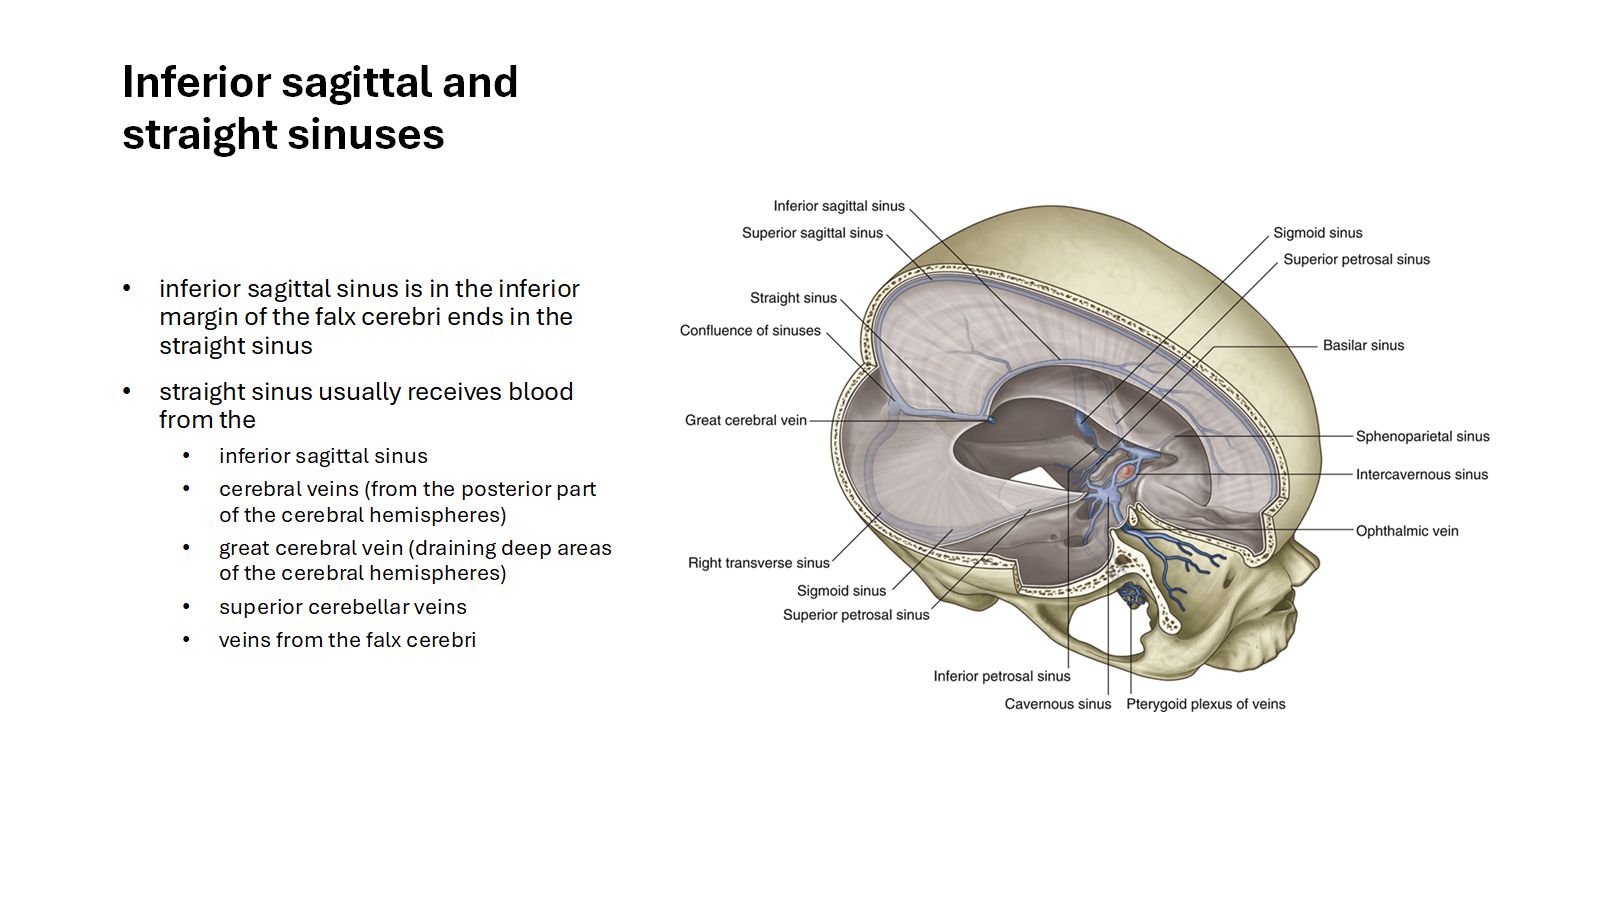 Inferior sagittal and
straight sinuses
• inferior sagittal sinus is in the inferior
margin of the falx cerebri ends in the
straight sinus
• straight sinus usually receives blood
from the
• inferior sagittal sinus
• cerebral veins (from the posterior part
of the cerebral hemispheres)
• great cerebral vein (draining deep areas
of the cerebral hemispheres)
• superior cerebellar veins
• veins from the falx cerebri
Inferior sagittal sinus
Superior sagittal sinus
Straight sinus
Confluence of sinuses
Great cerebral vein
Right transverse sinus
Sigmoid sinus
Superior petrosal sinus
Inferior petrosal sinus
Cavernous sinus
Pterygoid plexus of veins
Sigmoid sinus
Superior petrosal sinus
Basilar sinus
Sphenoparietal sinus
Intercavernous sinus
Ophthalmic vein